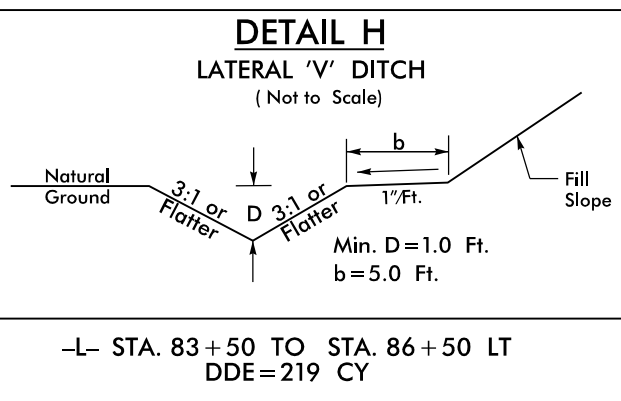 DETAIL H
LATERAL 'V' DITCH
( Not to Scale)
b
Natural
Ground
3:1 or
Flatter
D
3:1 or
Flatter
1"/Ft.
Fill
Slope
Min. D=1.0 Ft.
b=5.0 Ft.
-L- STA. 83+50 TO STA. 86+50 LT
DDE=219 CY